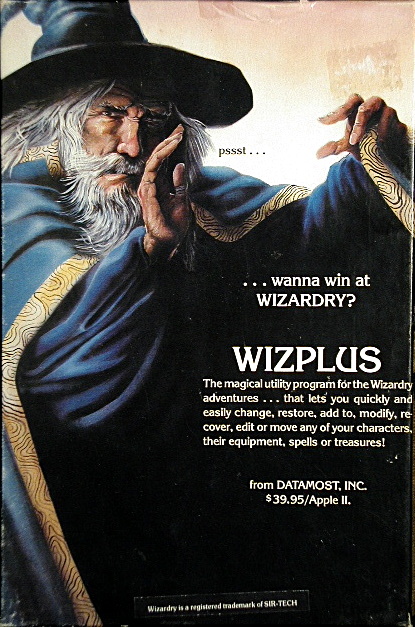 pssst . . .
. . . wanna win at
WIZARDRY?
WIZPLUS
The magical utility program for the Wizardry
adventures . . . that lets you quickly and
easily change, restore, add to, modify, re-
cover, edit or move any of your characters,
their equipment, spells or treasures!
from DATAMOST, INC.
$39.95/Apple II.
Wizardry is a registered trademark of SIR-TECH